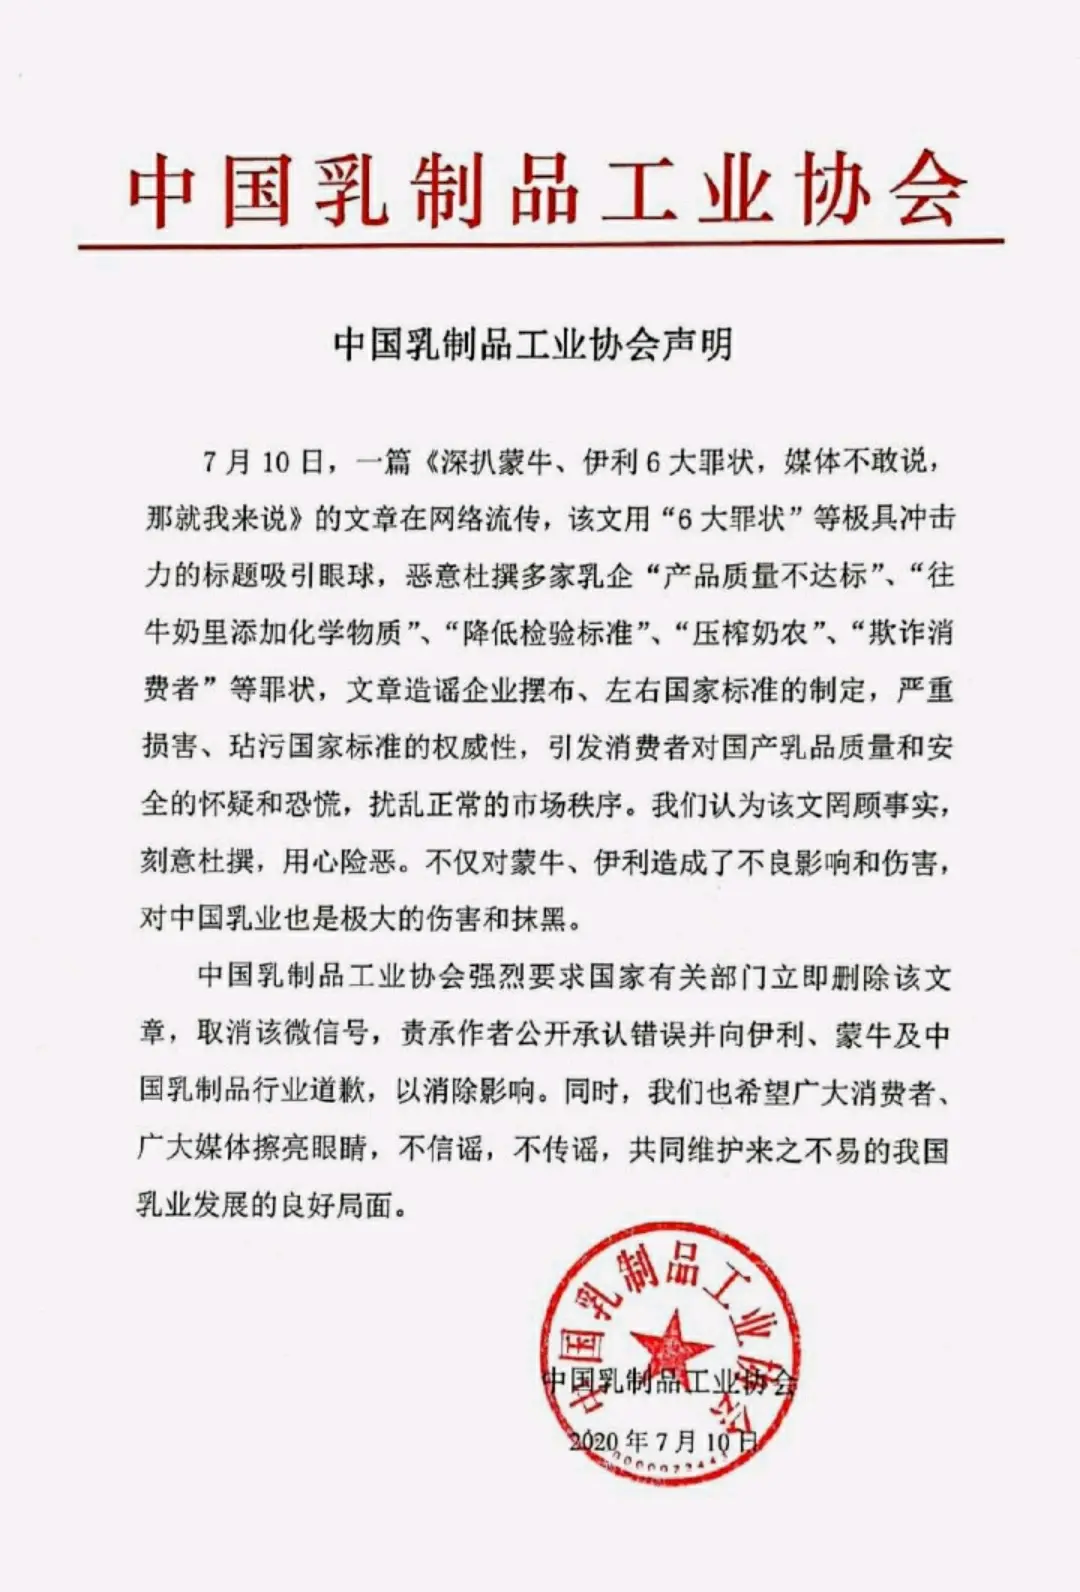 中国乳制品工业协会
中国乳制品工业协会声明
7月10日，一篇《深扒蒙牛、伊利6大罪状，媒体不敢说，
那就我来说》的文章在网络流传，该文用“6大罪状”等极具冲击
力的标题吸引眼球，恶意杜撰多家乳企“产品质量不达标”、“往
牛奶里添加化学物质”、“降低检验标准”、“压榨奶农”、“欺诈消
费者”等罪状，文章造谣企业摆布、左右国家标准的制定，严重
损害、玷污国家标准的权威性，引发消费者对国产乳品质量和安
全的怀疑和恐慌，扰乱正常的市场秩序。我们认为该文罔顾事实，
刻意杜撰，用心险恶。不仅对蒙牛、伊利造成了不良影响和伤害，
对中国乳业也是极大的伤害和抹黑。
中国乳制品工业协会强烈要求国家有关部门立即删除该文
章，取消该微信号，责承作者公开承认错误并向伊利、蒙牛及中
国乳制品行业道歉，以消除影响。同时，我们也希望广大消费者、
广大媒体擦亮眼睛，不信谣，不传谣，共同维护来之不易的我国
乳业发展的良好局面。
中国乳制品工业协会
中国乳制品工业协会
2020年7月10日